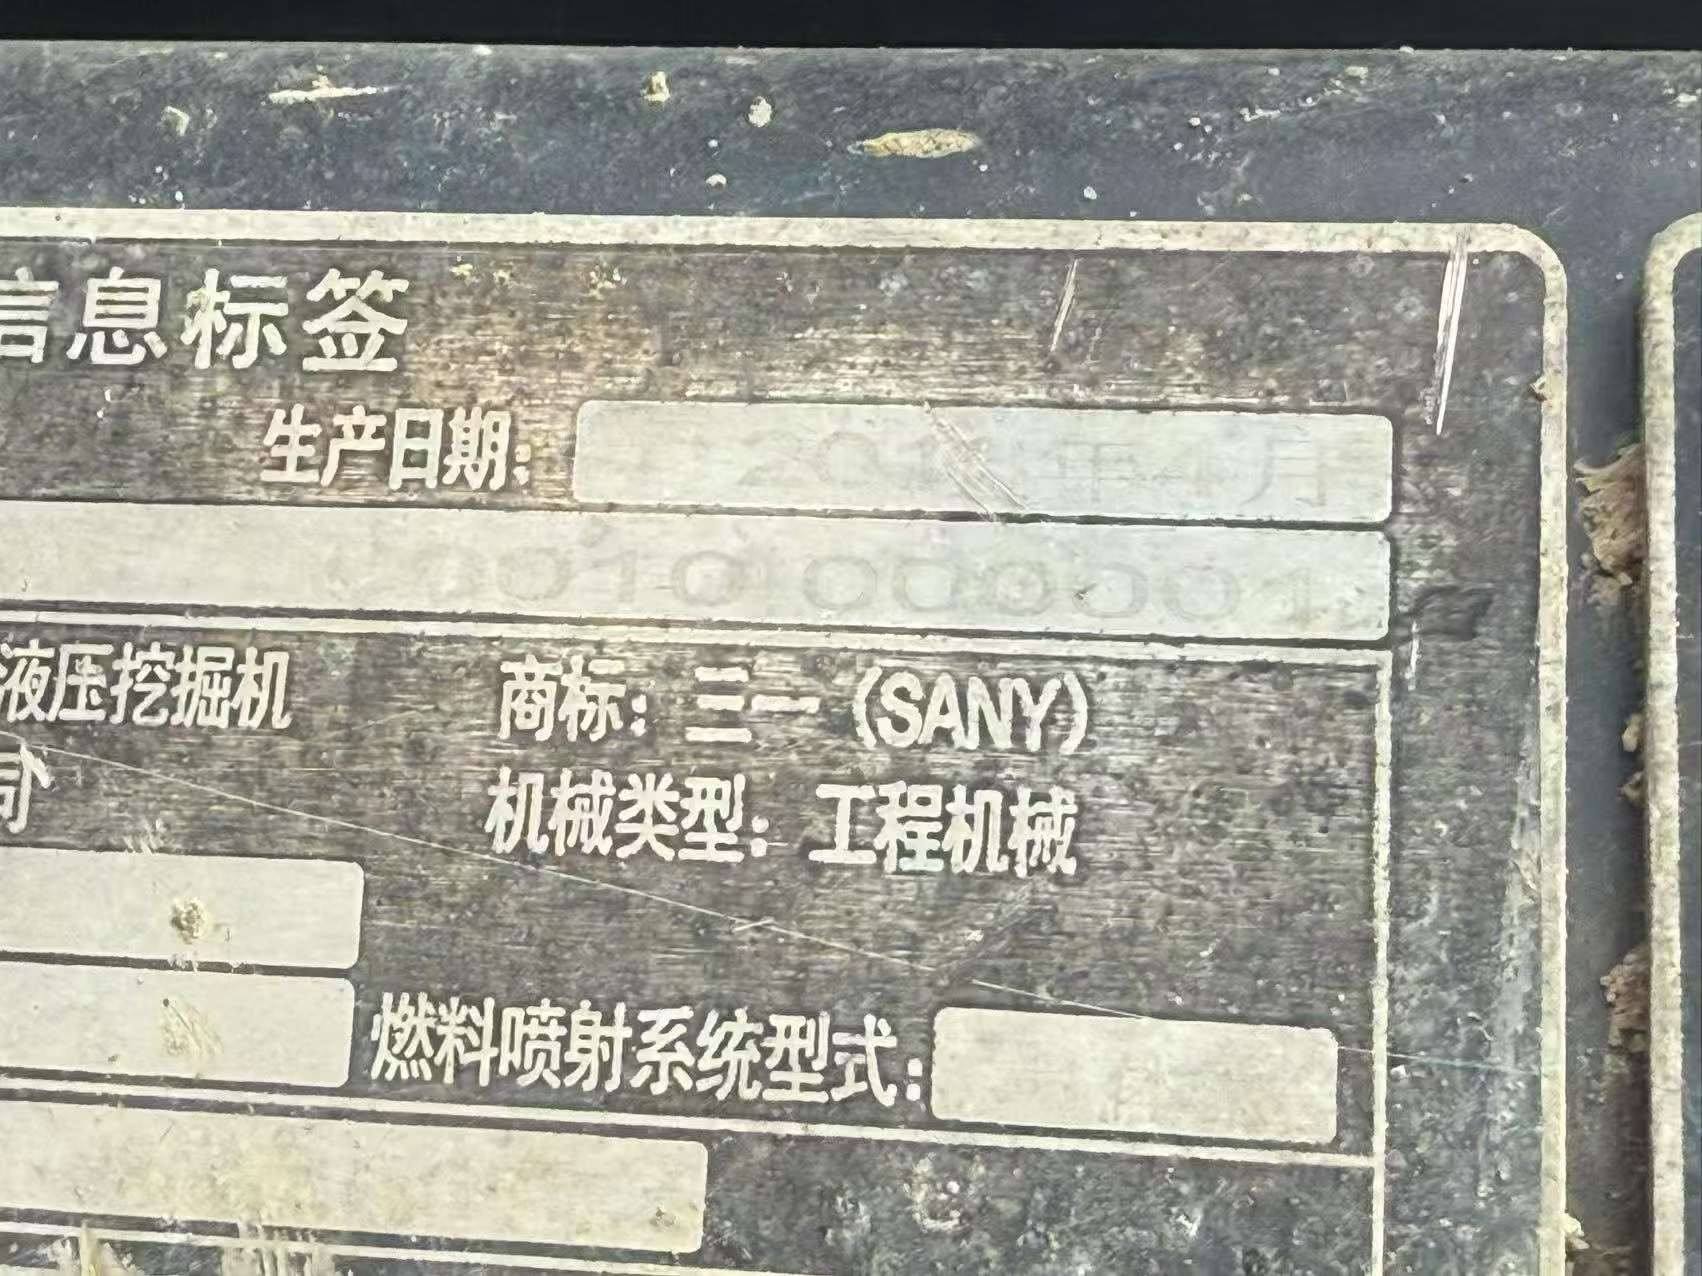 信息标签
生产日期:
液压挖掘机 商标: 三一 (SANY)
司 机械类型: 工程机械
燃料喷射系统型式: